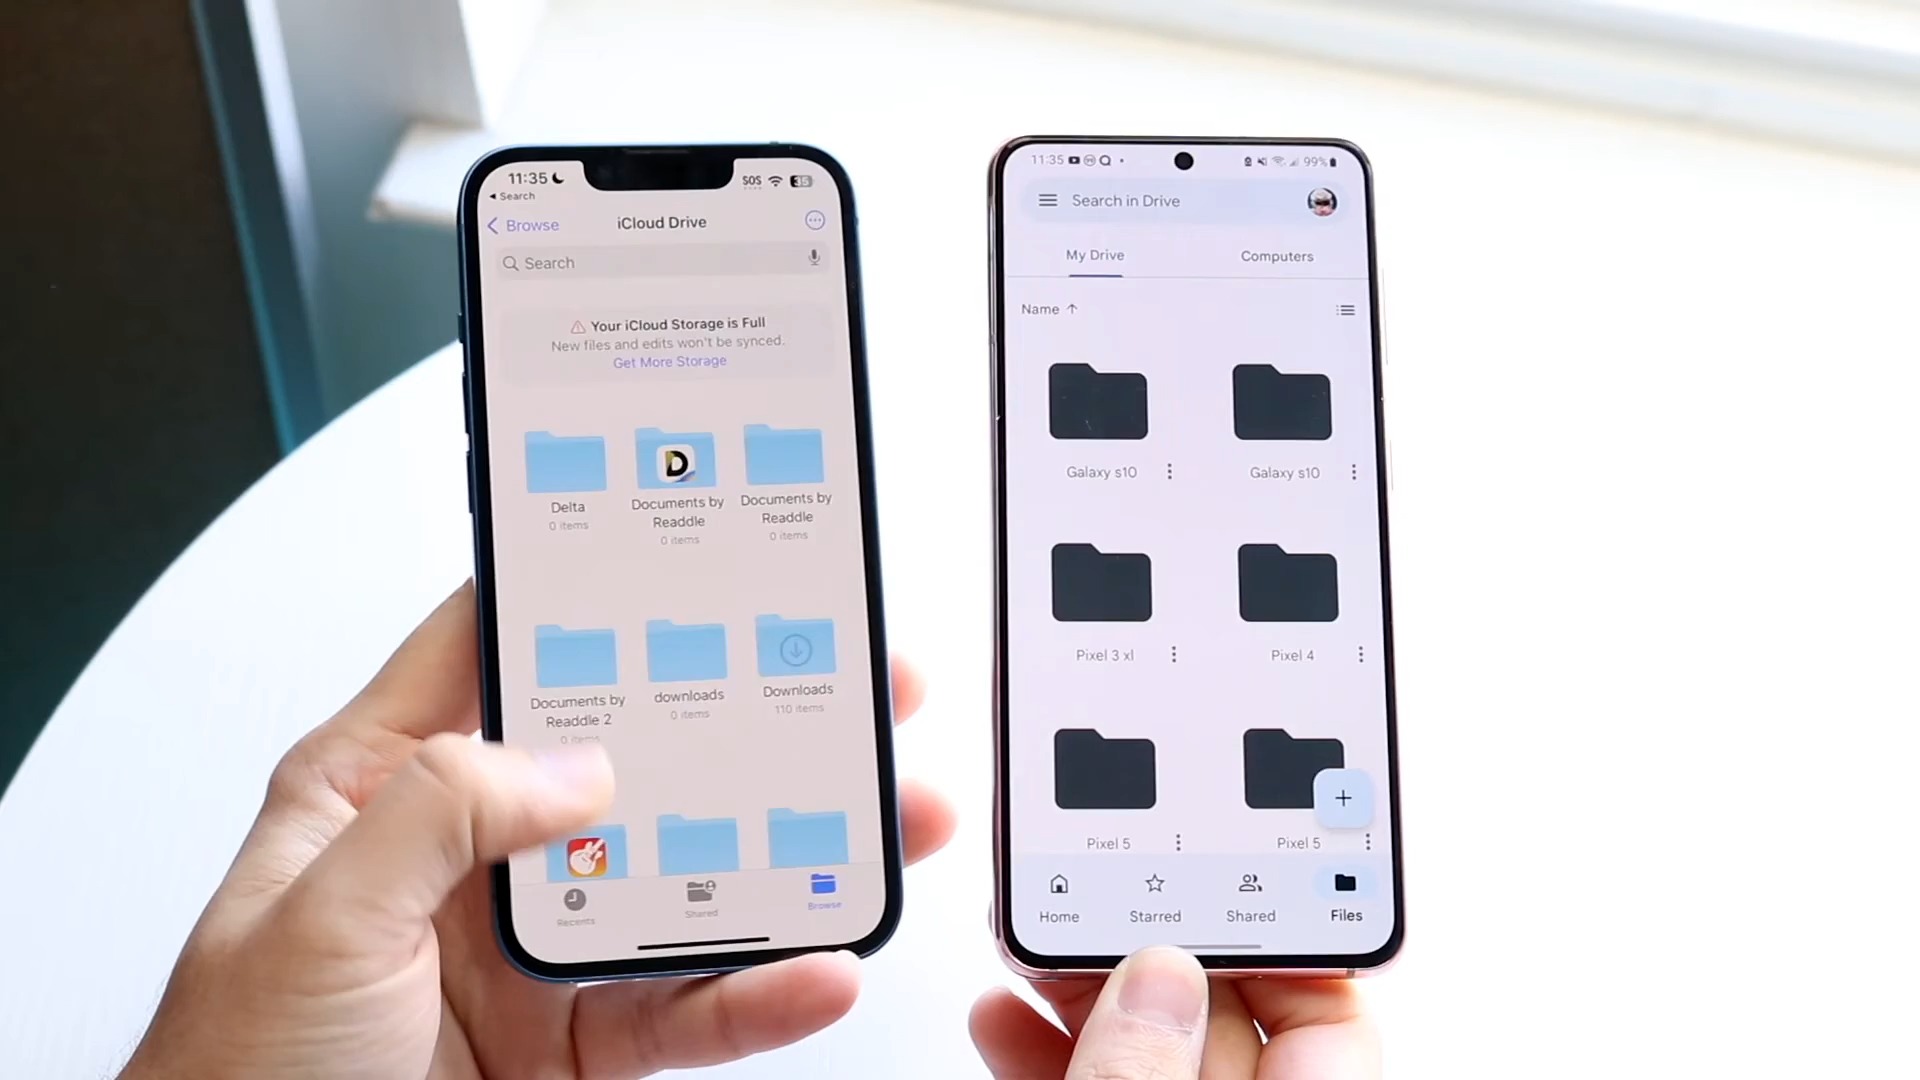 11:35
SOS
35
Search
Browse
iCloud Drive
Search
Your iCloud Storage is Full
New files and edits won't be synced.
Get More Storage
D
Delta
0 items
Documents by
Readdle
0 items
Documents by
Readdle
0 items
Documents by
Readdle 2
0 items
downloads
0 items
Downloads
110 items
Recents
Shared
Browse
11:35
99%
Search in Drive
My Drive
Computers
Name
Galaxy s10
Galaxy s10
Pixel 3 xl
Pixel 4
Pixel 5
Pixel 5
Home
Starred
Shared
Files